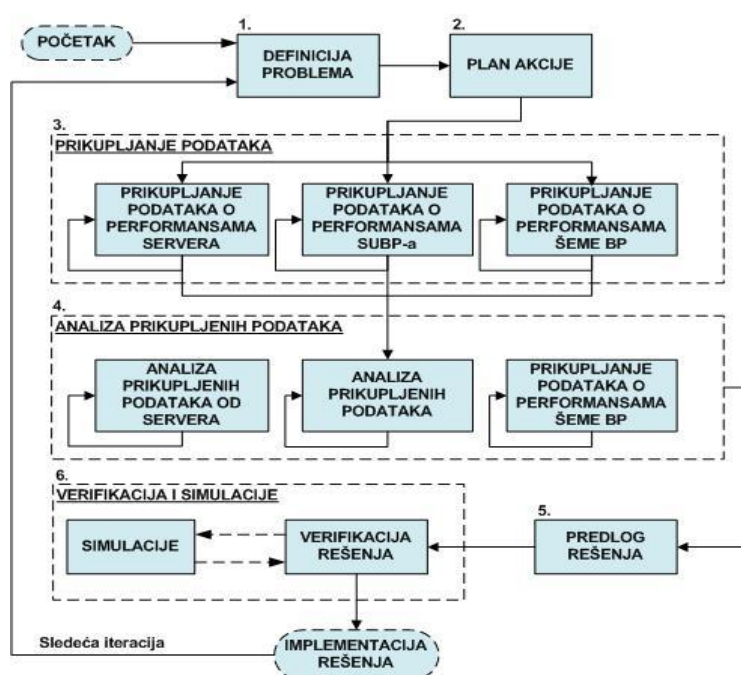 POČETAK
1.
DEFINICIJA
PROBLEMA
2.
PLAN AKCIJE
3.
PRIKUPLJANJE PODATAKA
PRIKUPLJANJE
PODATAKA O
PERFORMANSAMA
SERVERA
PRIKUPLJANJE
PODATAKA O
PERFORMANSAMA
SUBP-a
PRIKUPLJANJE
PODATAKA O
PERFORMANSAMA
ŠEME BP
4.
ANALIZA PRIKUPLJENIH PODATAKA
ANALIZA
PRIKUPLJENIH
PODATAKA OD
SERVERA
ANALIZA
PRIKUPLJENIH
PODATAKA
PRIKUPLJANJE
PODATAKA O
PERFORMANSAMA
ŠEME BP
6.
VERIFIKACIJA I SIMULACIJE
SIMULACIJE
VERIFIKACIJA
REŠENJA
5.
PREDLOG
REŠENJA
Sledeća iteracija
IMPLEMENTACIJA
REŠENJA